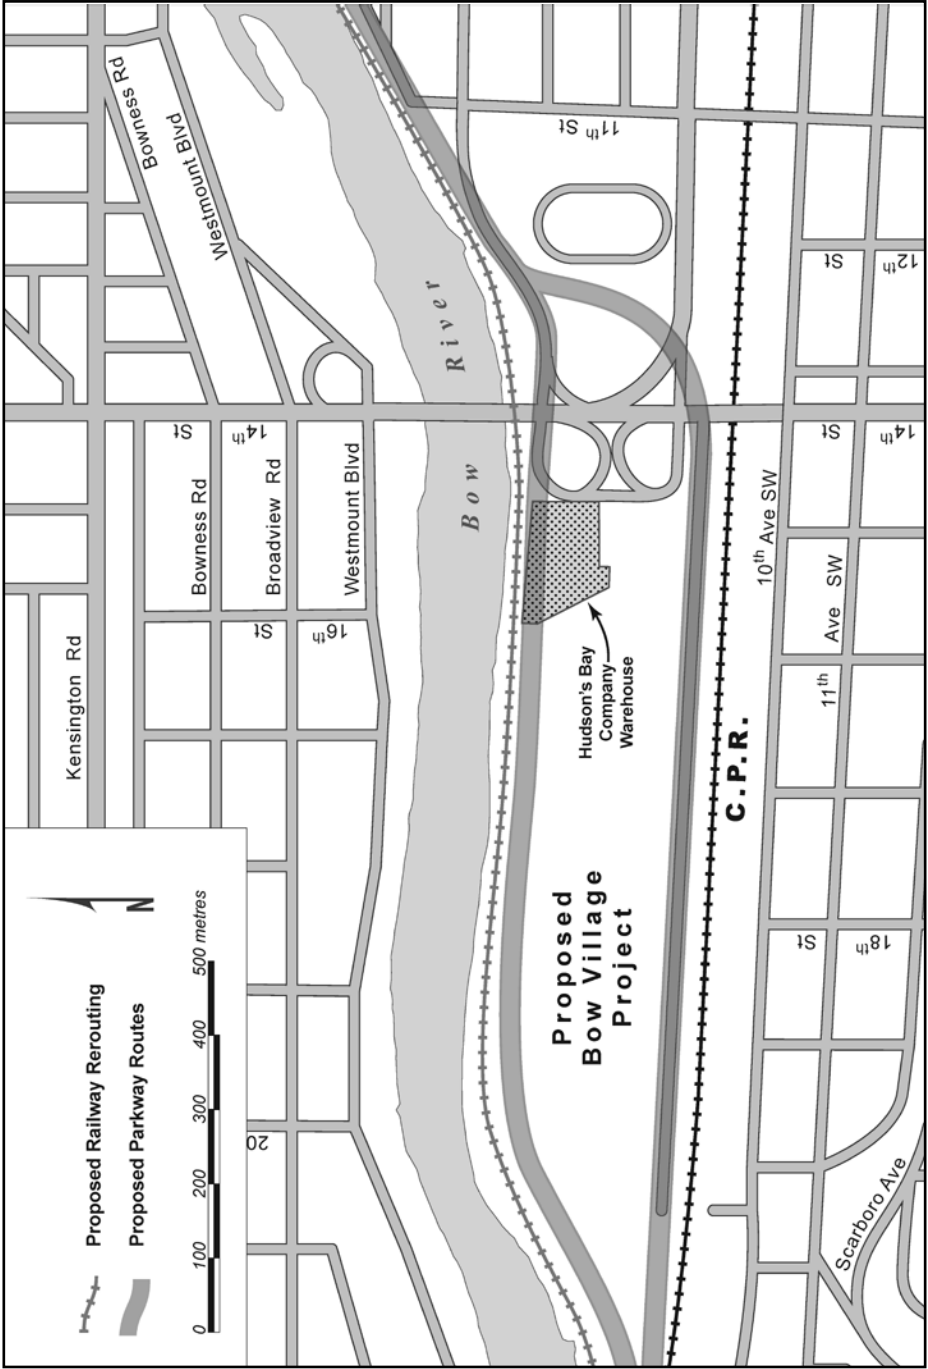 Proposed Railway Rerouting
Proposed Parkway Routes
0 100 200 300 400 500 metres
N
Kensington Rd
Bowness Rd
Broadview Rd
Westmount Blvd
Bowness Rd
Westmount Blvd
14th St
16th St
20
Bow River
11th St
Hudson's Bay
Company
Warehouse
Proposed
Bow Village
Project
C.P.R.
10th Ave SW
11th Ave SW
12th St
14th St
18th St
Scarboro Ave